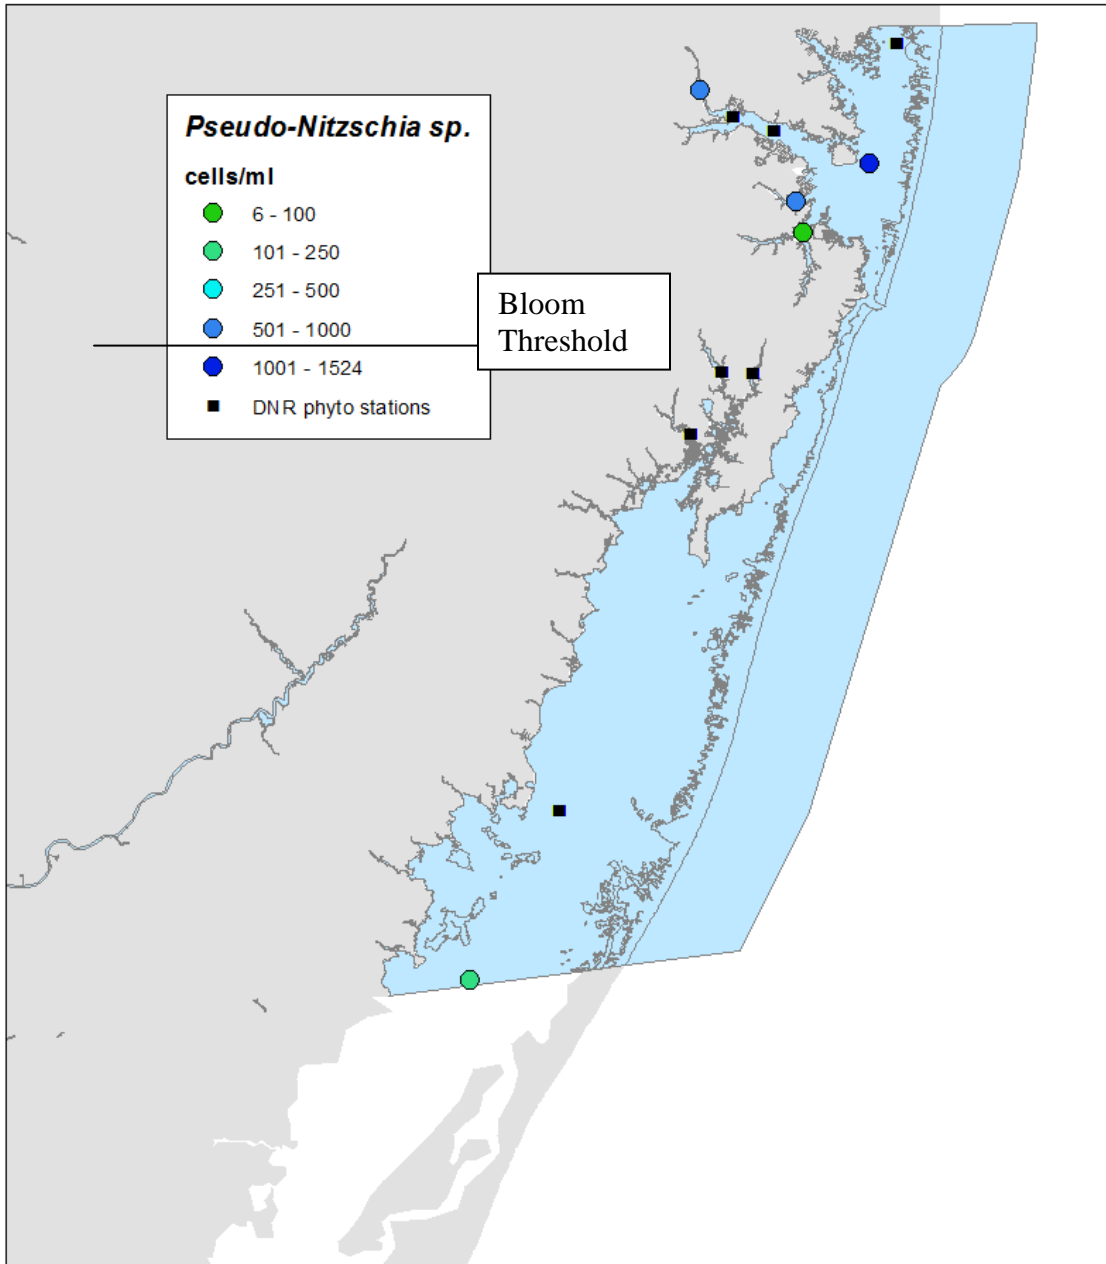 Pseudo-Nitzschia sp.
cells/ml
6 - 100
101 - 250
251 - 500
501 - 1000
1001 - 1524
DNR phyto stations
Bloom
Threshold